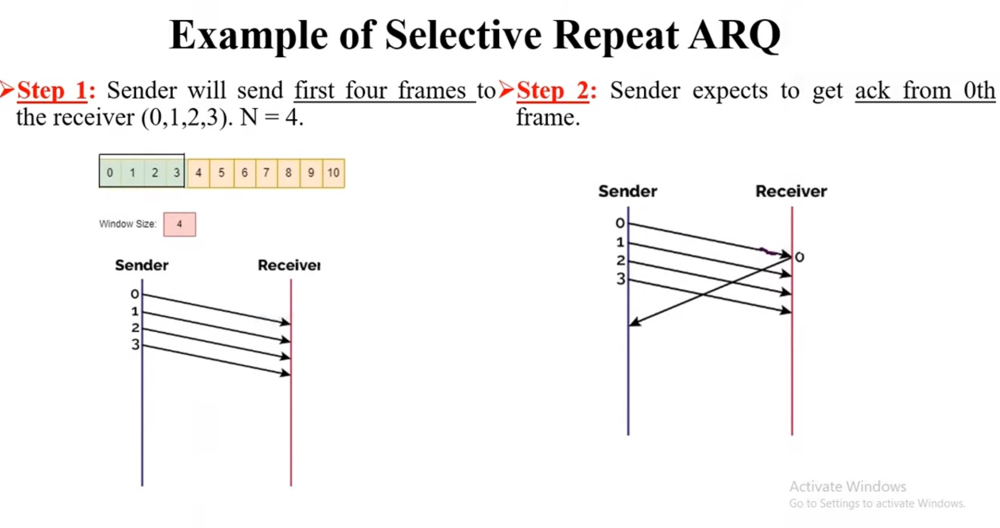 Example of Selective Repeat ARQ
➢Step 1: Sender will send first four frames to
the receiver (0,1,2,3). N = 4.
0 1 2 3 4 5 6 7 8 9 10
Window Size: 4
Sender Receiver
0
1
2
3
➢Step 2: Sender expects to get ack from 0th
frame.
Sender Receiver
0
1
2
3
0
Activate Windows
Go to Settings to activate Windows.